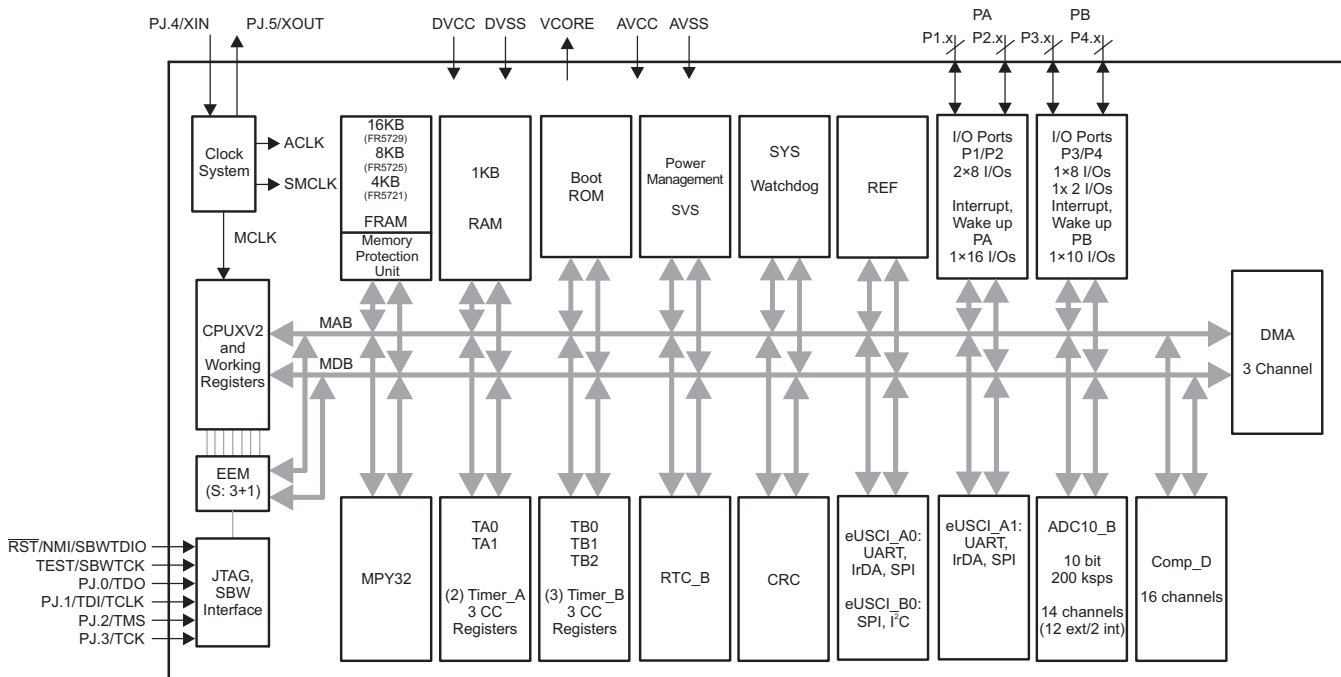 PJ.4/XIN
PJ.5/XOUT
DVCC
DVSS
VCORE
AVCC
AVSS
PA
PB
P1.x
P2.x
P3.x
P4.x
Clock
System
ACLK
SMCLK
MCLK
16KB
(FR5729)
8KB
(FR5725)
4KB
(FR5721)
FRAM
Memory
Protection
Unit
1KB
RAM
Boot
ROM
Power
Management
SVS
SYS
Watchdog
REF
I/O Ports
P1/P2
2×8 I/Os
Interrupt,
Wake up
PA
1×16 I/Os
I/O Ports
P3/P4
1×8 I/Os
1x 2 I/Os
Interrupt,
Wake up
PB
1×10 I/Os
CPUXV2
and
Working
Registers
MAB
MDB
DMA
3 Channel
EEM
(S: 3+1)
RST/NMI/SBWTDIO
TEST/SBWTCK
PJ.0/TDO
PJ.1/TDI/TCLK
PJ.2/TMS
PJ.3/TCK
JTAG,
SBW
Interface
MPY32
TA0
TA1
(2) Timer_A
3 CC
Registers
TB0
TB1
TB2
(3) Timer_B
3 CC
Registers
RTC_B
CRC
eUSCI_A0:
UART,
IrDA, SPI
eUSCI_B0:
SPI, I²C
eUSCI_A1:
UART,
IrDA, SPI
ADC10_B
10 bit
200 ksps
14 channels
(12 ext/2 int)
Comp_D
16 channels